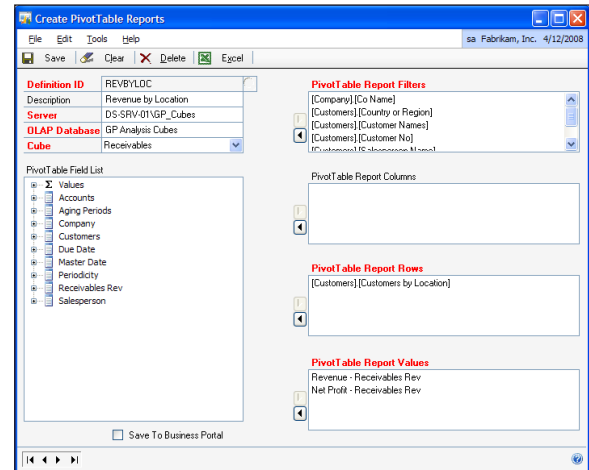 Create PivotTable Reports
File Edit Tools Help sa Fabrikam, Inc. 4/12/2008
Save Clear Delete Excel
Definition ID REVBYLOC
Description Revenue by Location
Server DS-SRV-01\GP_Cubes
OLAP Database GP Analysis Cubes
Cube Receivables
PivotTable Field List
Σ Values
Accounts
Aging Periods
Company
Customers
Due Date
Master Date
Periodicity
Receivables Rev
Salesperson
Save To Business Portal
PivotTable Report Filters
[Company].[Co Name]
[Customers].[Country or Region]
[Customers].[Customer Names]
[Customers].[Customer No]
[Customers].[Salesperson Name]
PivotTable Report Columns
PivotTable Report Rows
[Customers].[Customers by Location]
PivotTable Report Values
Revenue - Receivables Rev
Net Profit - Receivables Rev